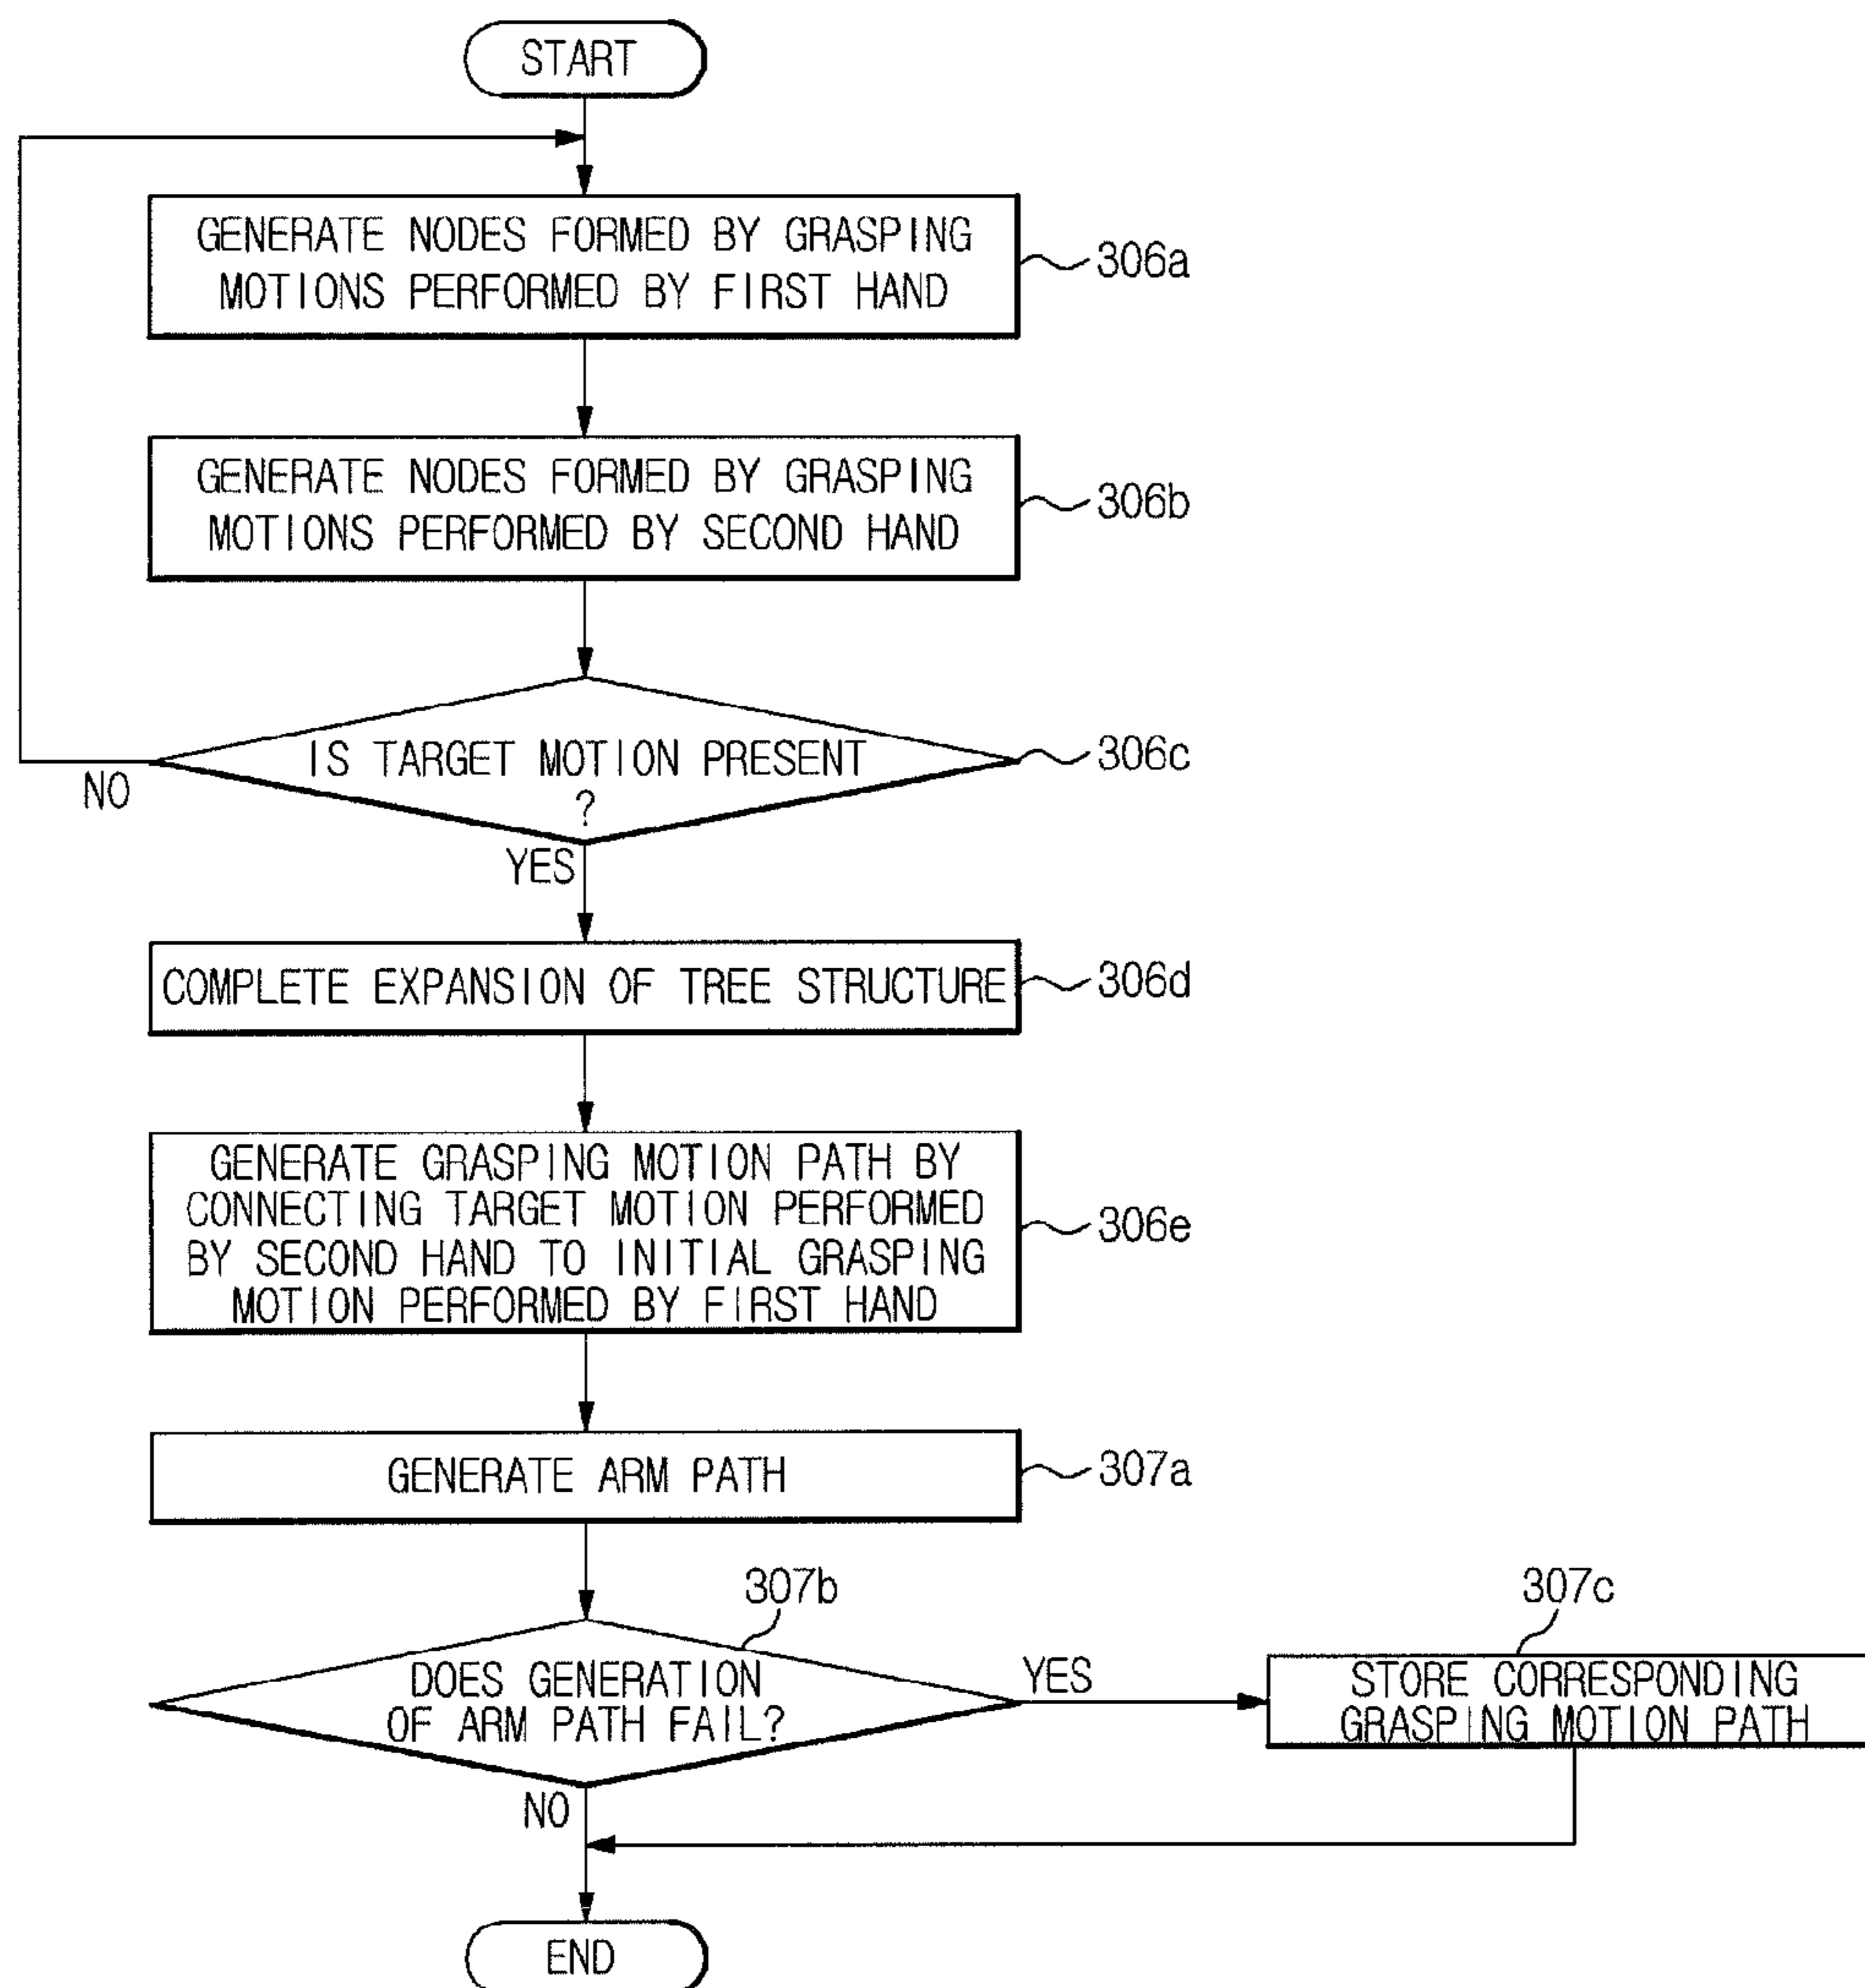 START
GENERATE NODES FORMED BY GRASPING
MOTIONS PERFORMED BY FIRST HAND
306a
GENERATE NODES FORMED BY GRASPING
MOTIONS PERFORMED BY SECOND HAND
306b
IS TARGET MOTION PRESENT
?
306c
NO
YES
COMPLETE EXPANSION OF TREE STRUCTURE
306d
GENERATE GRASPING MOTION PATH BY
CONNECTING TARGET MOTION PERFORMED
BY SECOND HAND TO INITIAL GRASPING
MOTION PERFORMED BY FIRST HAND
306e
GENERATE ARM PATH
307a
307b
DOES GENERATION
OF ARM PATH FAIL?
YES
307c
STORE CORRESPONDING
GRASPING MOTION PATH
NO
END